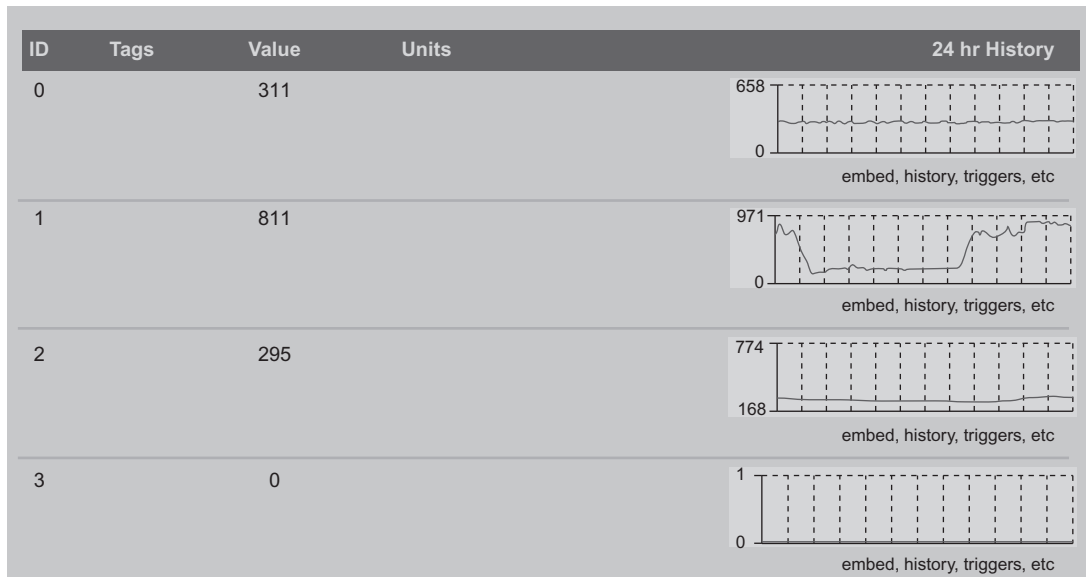 ID Tags Value Units 24 hr History
0 311
658
0
embed, history, triggers, etc
1 811
971
0
embed, history, triggers, etc
2 295
774
168
embed, history, triggers, etc
3 0
1
0
embed, history, triggers, etc